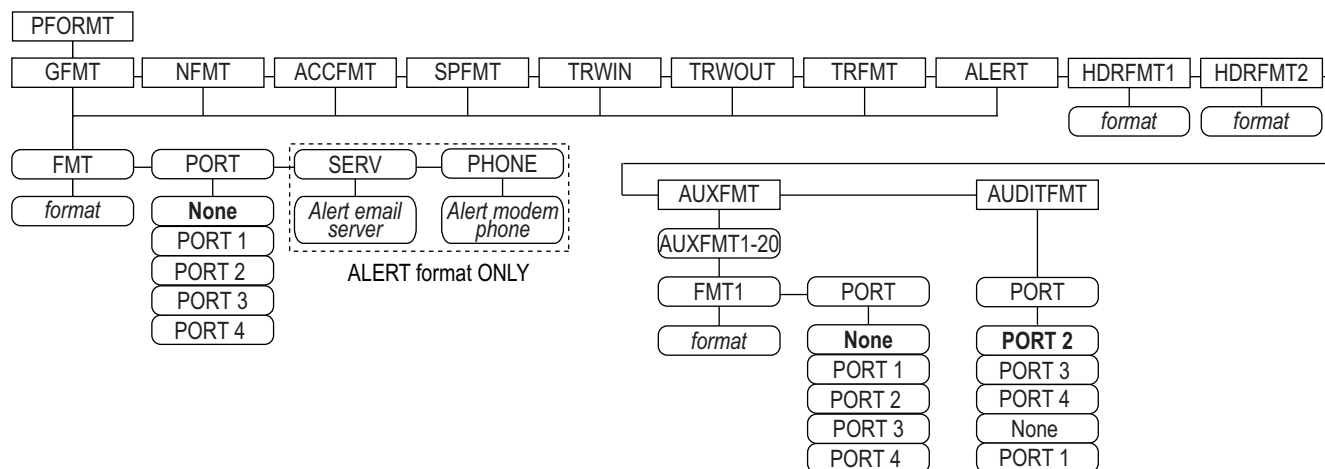 PFORMT
GFMT NFMT ACCFMT SPFMT TRWIN TRWOUT TRFMT ALERT HDRFMT1 HDRFMT2
format format
FMT PORT SERV PHONE
format
None
PORT 1
PORT 2
PORT 3
PORT 4
Alert email
server
Alert modem
phone
ALERT format ONLY
AUXFMT AUDITFMT
AUXFMT1-20
FMT1 PORT
format
None
PORT 1
PORT 2
PORT 3
PORT 4
PORT
PORT 2
PORT 3
PORT 4
None
PORT 1